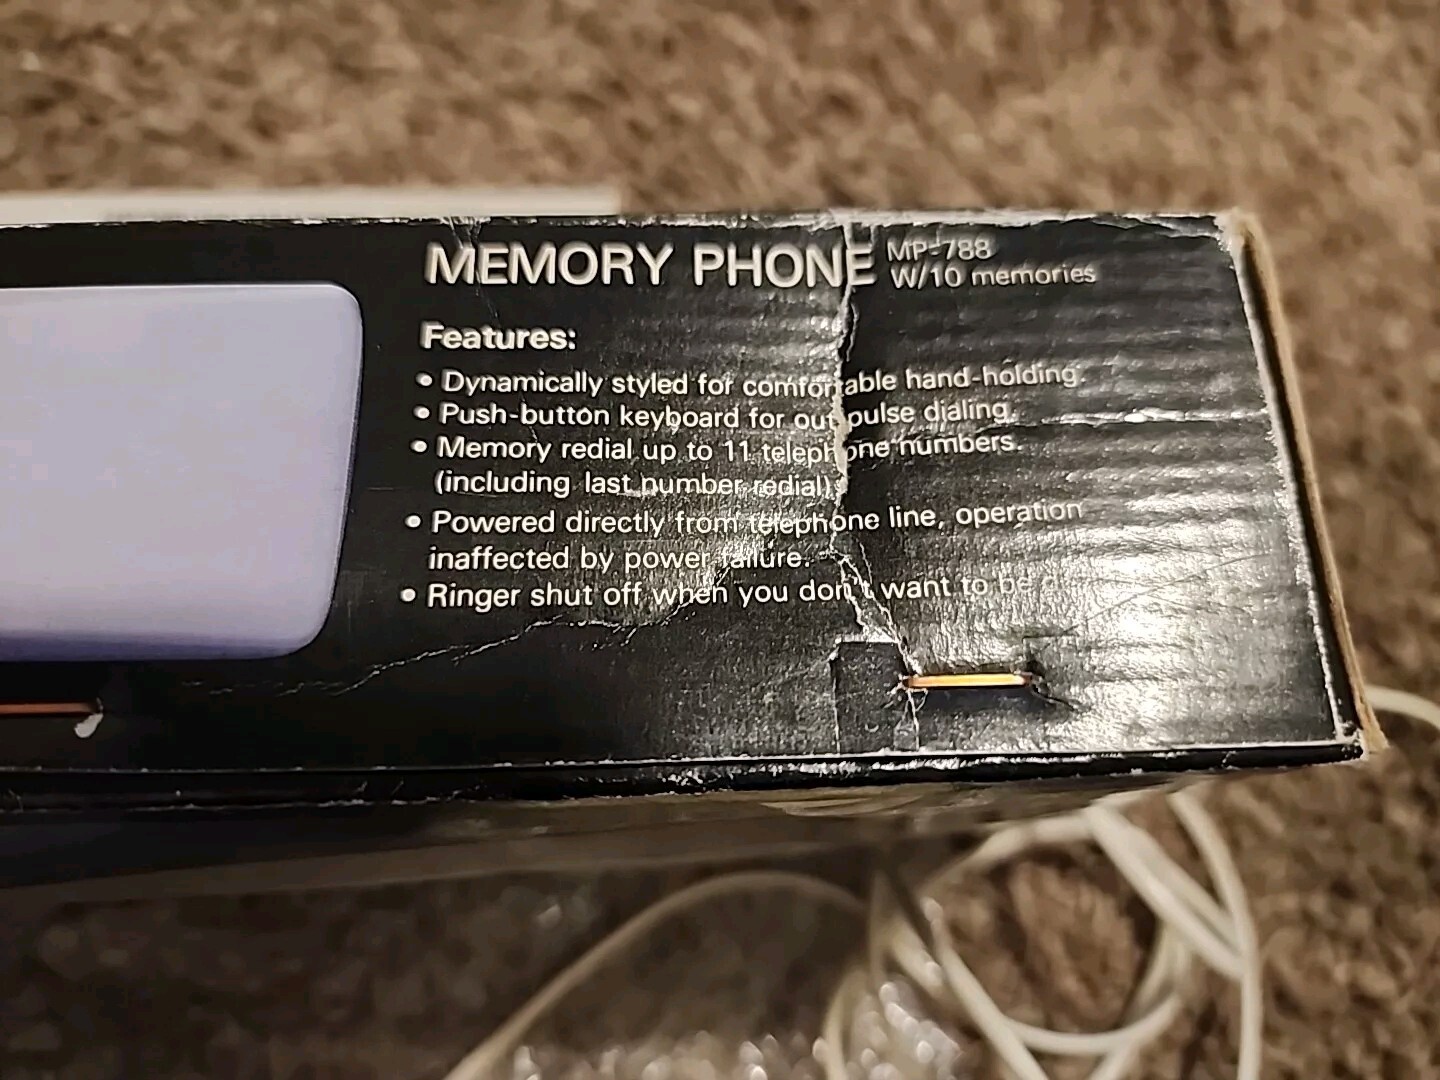 MEMORY PHONE MP-788
W/10 memories
Features:
• Dynamically styled for comfortable hand-holding.
• Push-button keyboard for out pulse dialing.
• Memory redial up to 11 telephone numbers.
(including last number redial).
• Powered directly from telephone line, operation
inaffected by power failure.
• Ringer shut off when you don't want to be